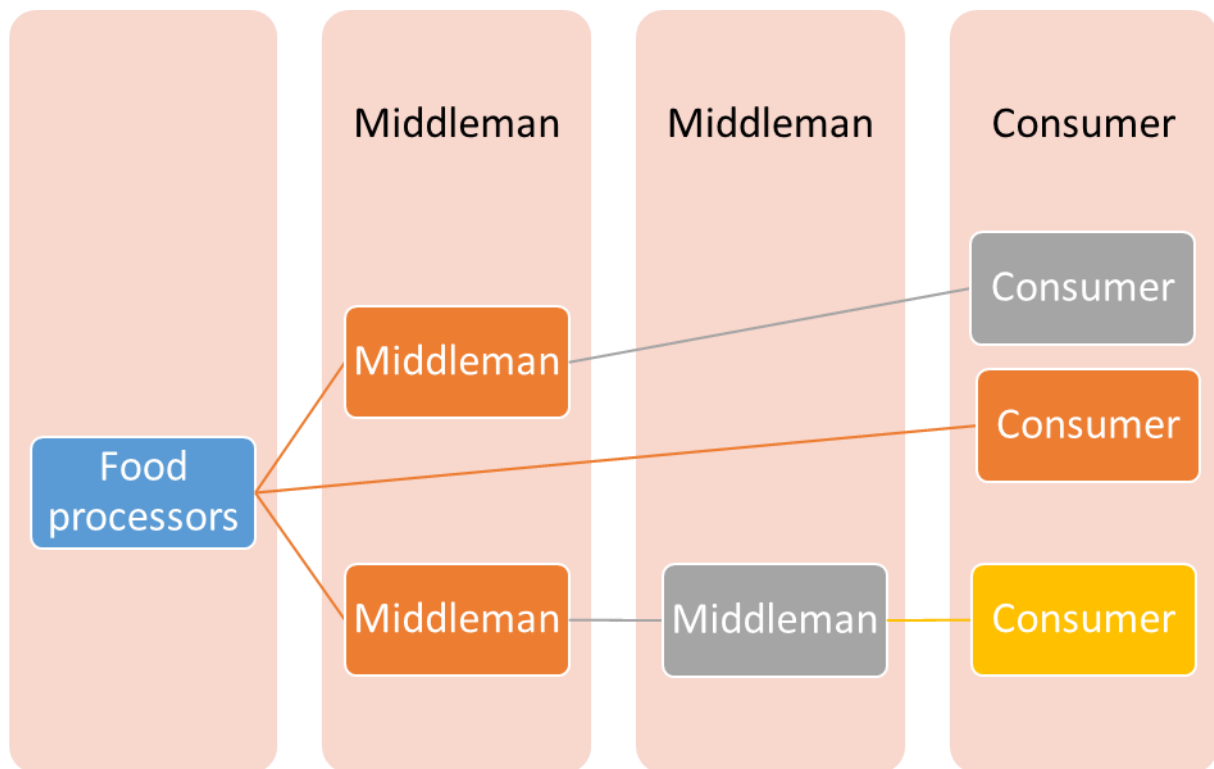 Middleman
Middleman
Consumer
Consumer
Middleman
Consumer
Food
processors
Middleman
Middleman
Consumer